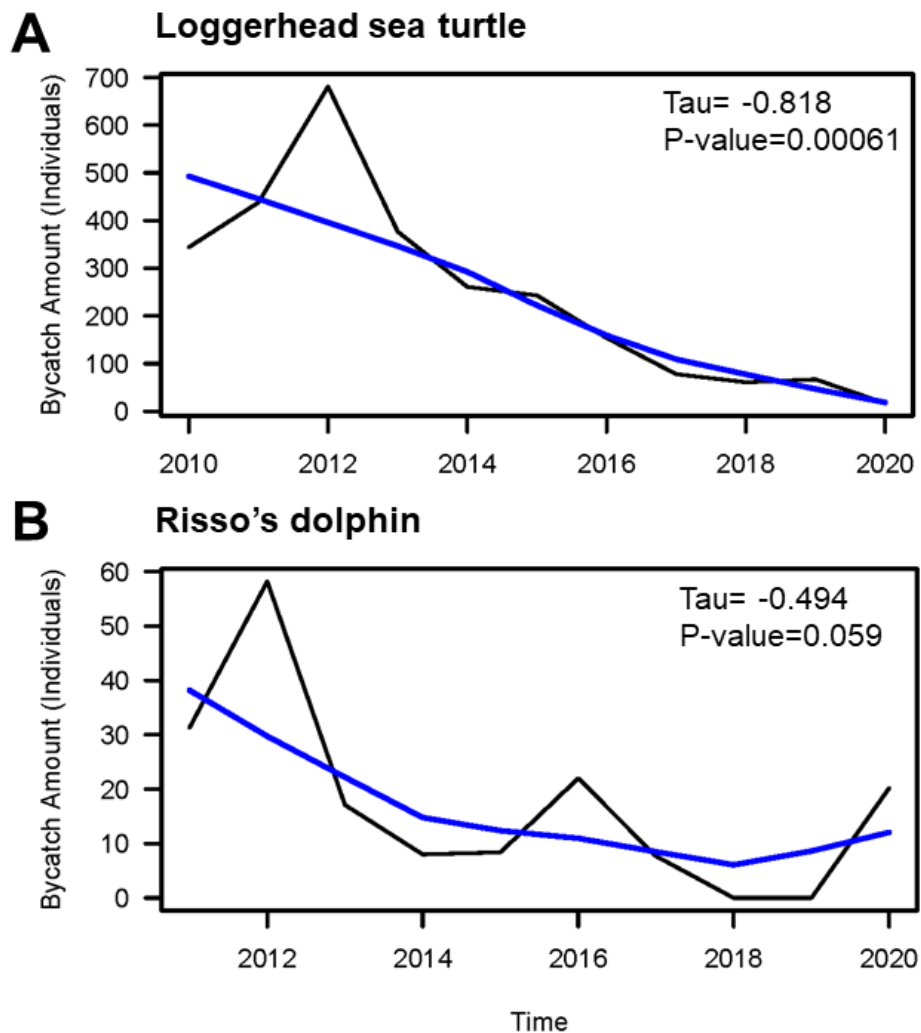 A
Loggerhead sea turtle
Bycatch Amount (Individuals)
700
600
500
400
300
200
100
0
Tau= -0.818
P-value=0.00061
2010 2012 2014 2016 2018 2020
B
Risso’s dolphin
Bycatch Amount (Individuals)
60
50
40
30
20
10
0
Tau= -0.494
P-value=0.059
2012 2014 2016 2018 2020
Time